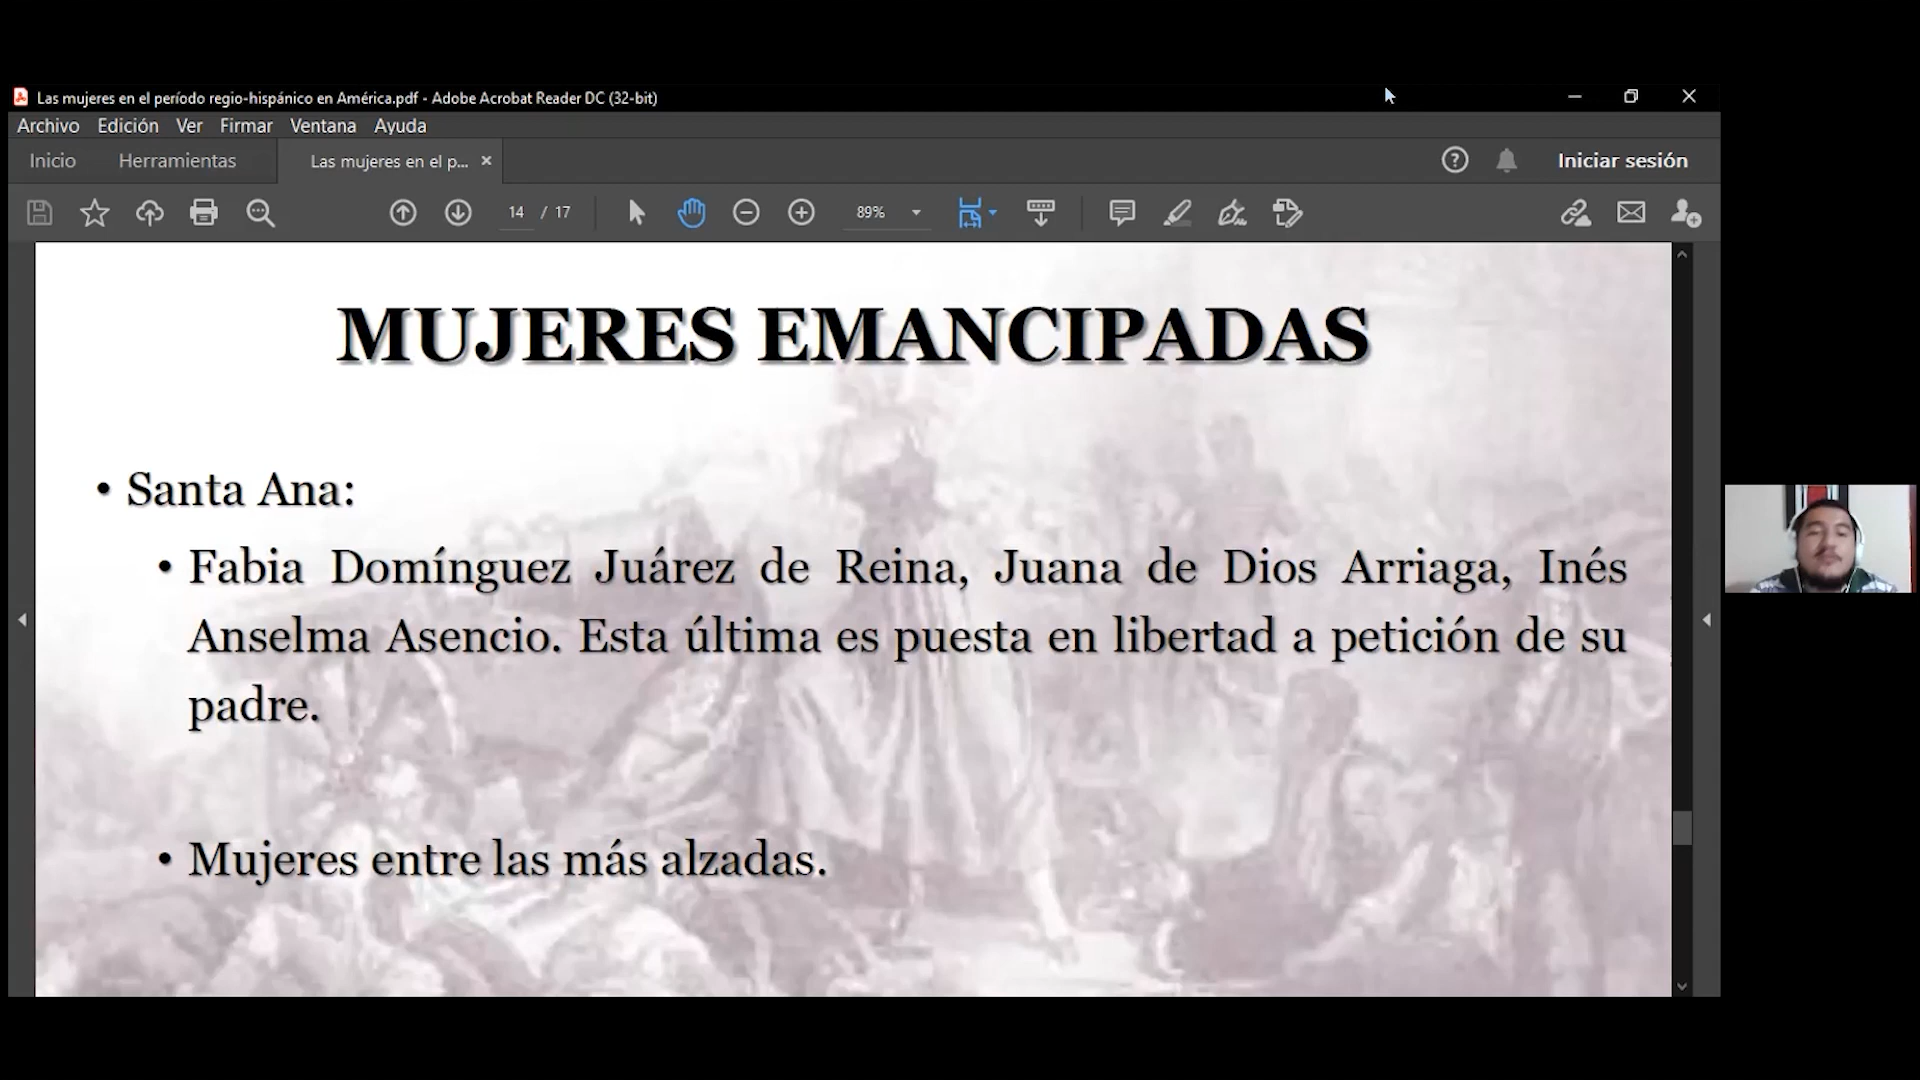 Las mujeres en el período regio-hispánico en América.pdf - Adobe Acrobat Reader DC (32-bit)
Archivo Edición Ver Firmar Ventana Ayuda
Inicio Herramientas Las mujeres en el p... Iniciar sesión
14 / 17 89%
MUJERES EMANCIPADAS
• Santa Ana:
• Fabia Domínguez Juárez de Reina, Juana de Dios Arriaga, Inés
Anselma Asencio. Esta última es puesta en libertad a petición de su
padre.
• Mujeres entre las más alzadas.